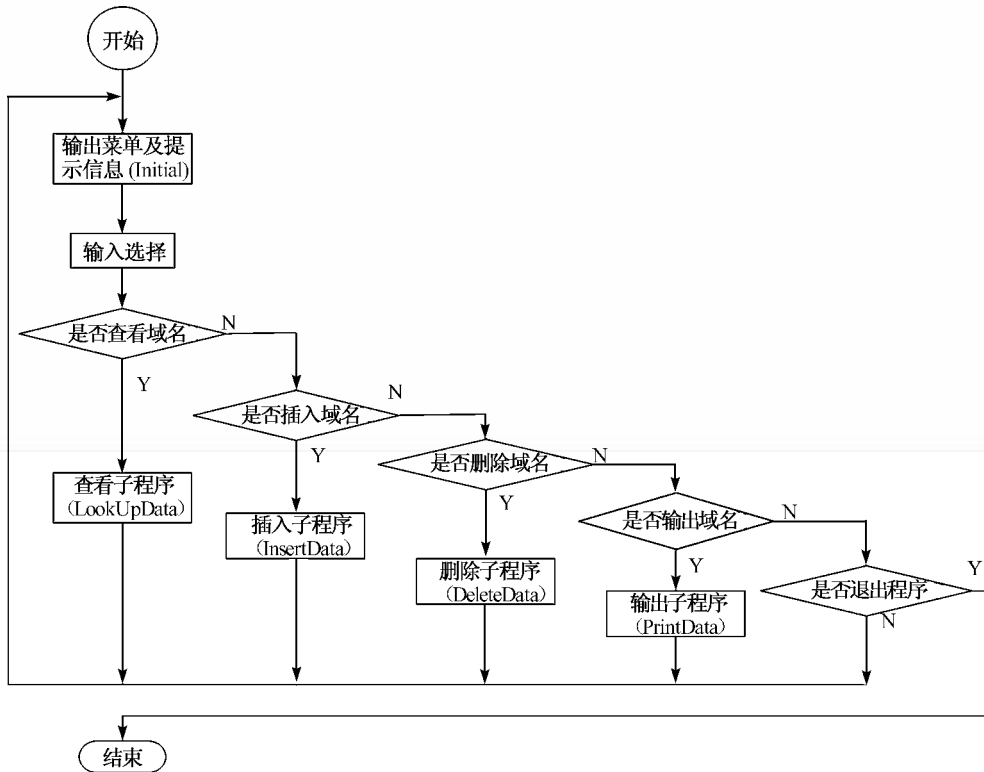 开始
输出菜单及提
示信息 (Initial)
输入选择
是否查看域名
N
Y
是否插入域名
N
Y
是否删除域名
N
Y
是否输出域名
N
Y
是否退出程序
Y
N
查看子程序
(LookUpData)
插入子程序
(InsertData)
删除子程序
(DeleteData)
输出子程序
(PrintData)
结束